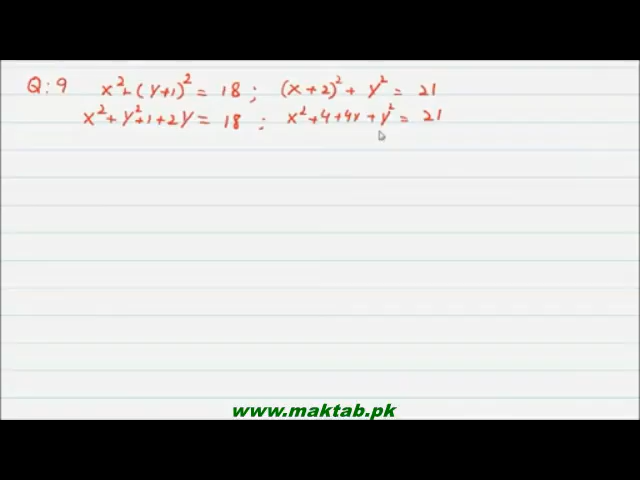 Q: 9 x² + (y+1)² = 18 ; (x+2)² + y² = 21
x² + y² + 1 + 2y = 18 ; x² + 4 + 4x + y² = 21
www.maktab.pk